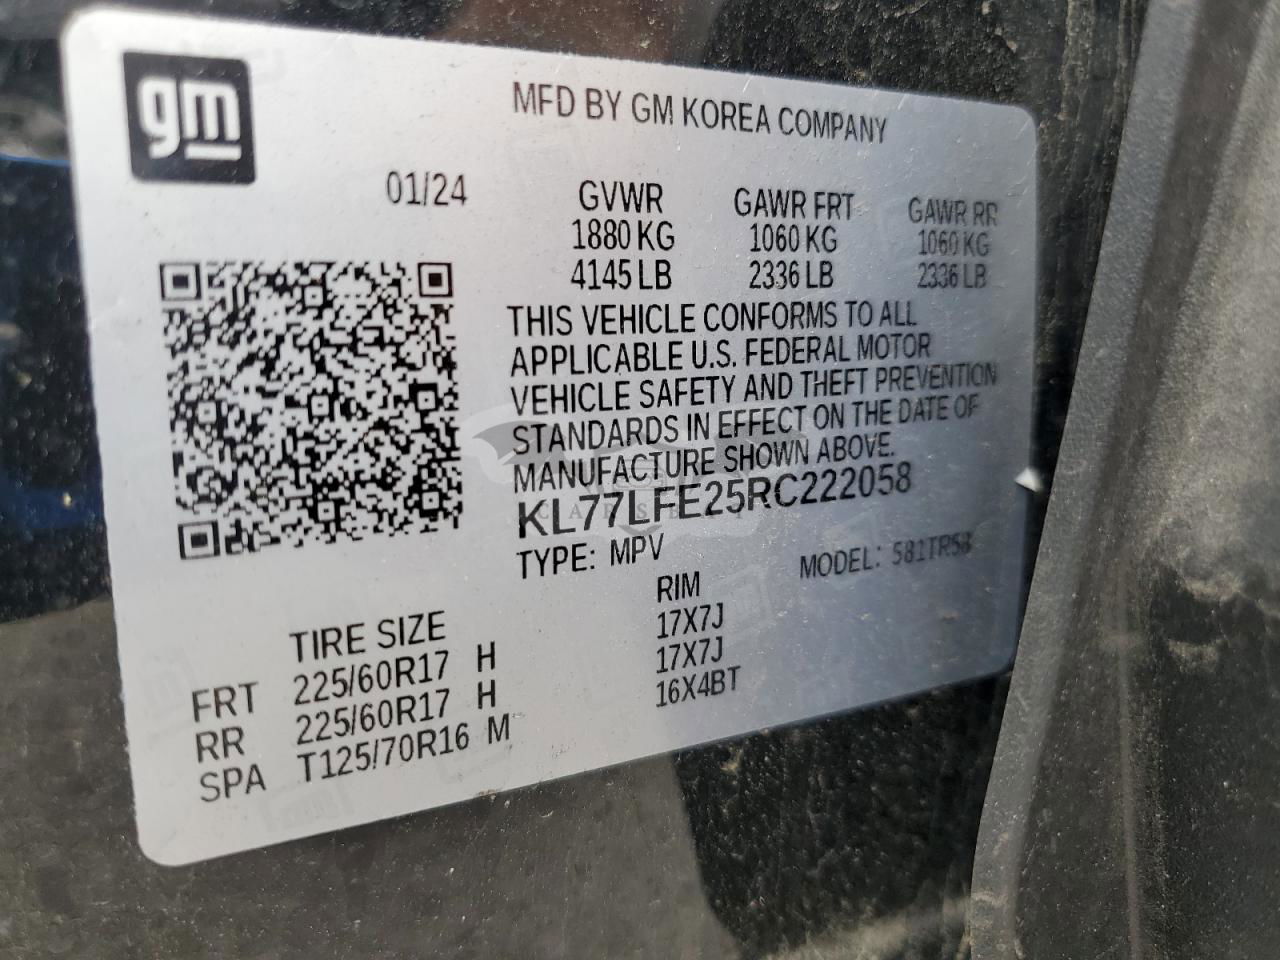 gm
MFD BY GM KOREA COMPANY
01/24
GVWR GAWR FRT GAWR RR
1880 KG 1060 KG 1060 KG
4145 LB 2336 LB 2336 LB
THIS VEHICLE CONFORMS TO ALL
APPLICABLE U.S. FEDERAL MOTOR
VEHICLE SAFETY AND THEFT PREVENTION
STANDARDS IN EFFECT ON THE DATE OF
MANUFACTURE SHOWN ABOVE.
KL77LFE25RC222058
TYPE: MPV MODEL: 581TR58
TIRE SIZE RIM
FRT 225/60R17 H 17X7J
RR 225/60R17 H 17X7J
SPA T125/70R16 M 16X4BT